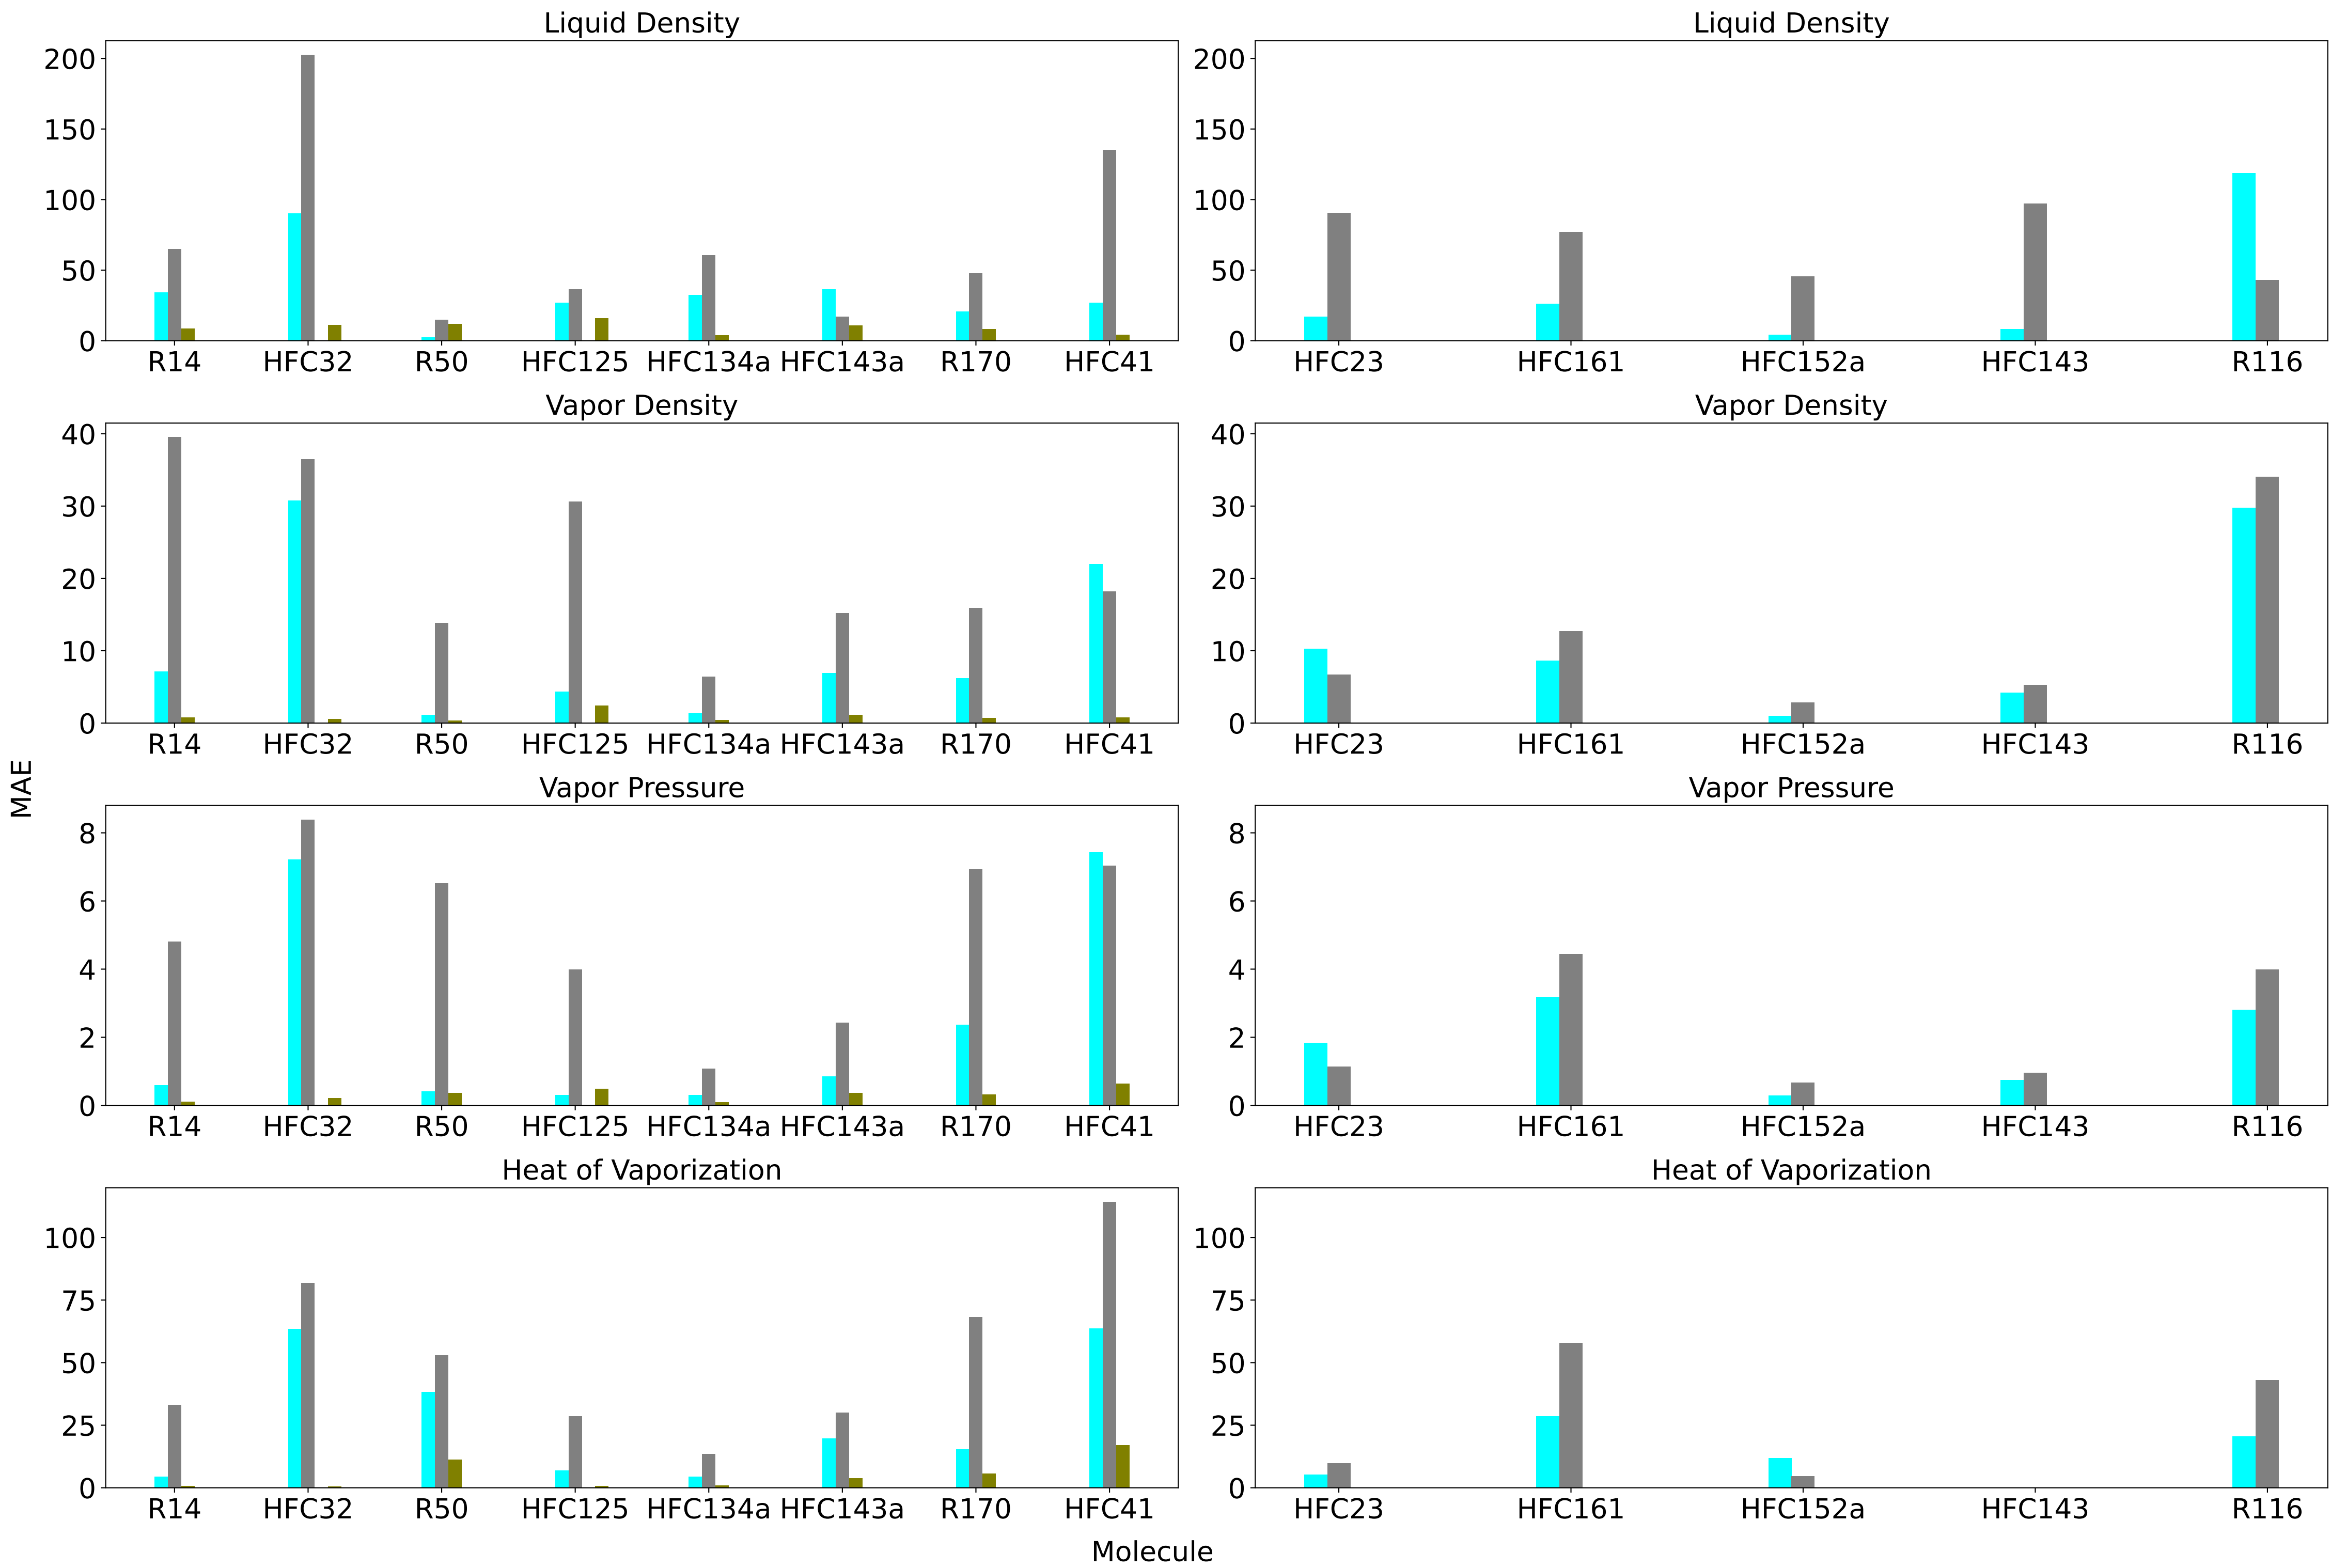 Liquid Density
200
150
100
50
0
R14 HFC32 R50 HFC125 HFC134a HFC143a R170 HFC41
Liquid Density
200
150
100
50
0
HFC23 HFC161 HFC152a HFC143 R116
Vapor Density
40
30
20
10
0
R14 HFC32 R50 HFC125 HFC134a HFC143a R170 HFC41
Vapor Density
40
30
20
10
0
HFC23 HFC161 HFC152a HFC143 R116
MAE
Vapor Pressure
8
6
4
2
0
R14 HFC32 R50 HFC125 HFC134a HFC143a R170 HFC41
Vapor Pressure
8
6
4
2
0
HFC23 HFC161 HFC152a HFC143 R116
Heat of Vaporization
100
75
50
25
0
R14 HFC32 R50 HFC125 HFC134a HFC143a R170 HFC41
Heat of Vaporization
100
75
50
25
0
HFC23 HFC161 HFC152a HFC143 R116
Molecule